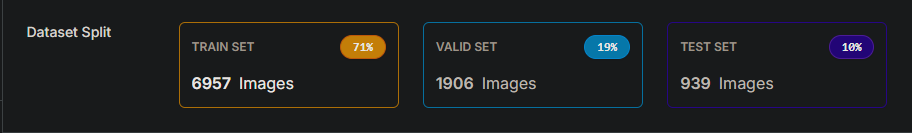 Dataset Split
TRAIN SET 71%
6957 Images
VALID SET 19%
1906 Images
TEST SET 10%
939 Images